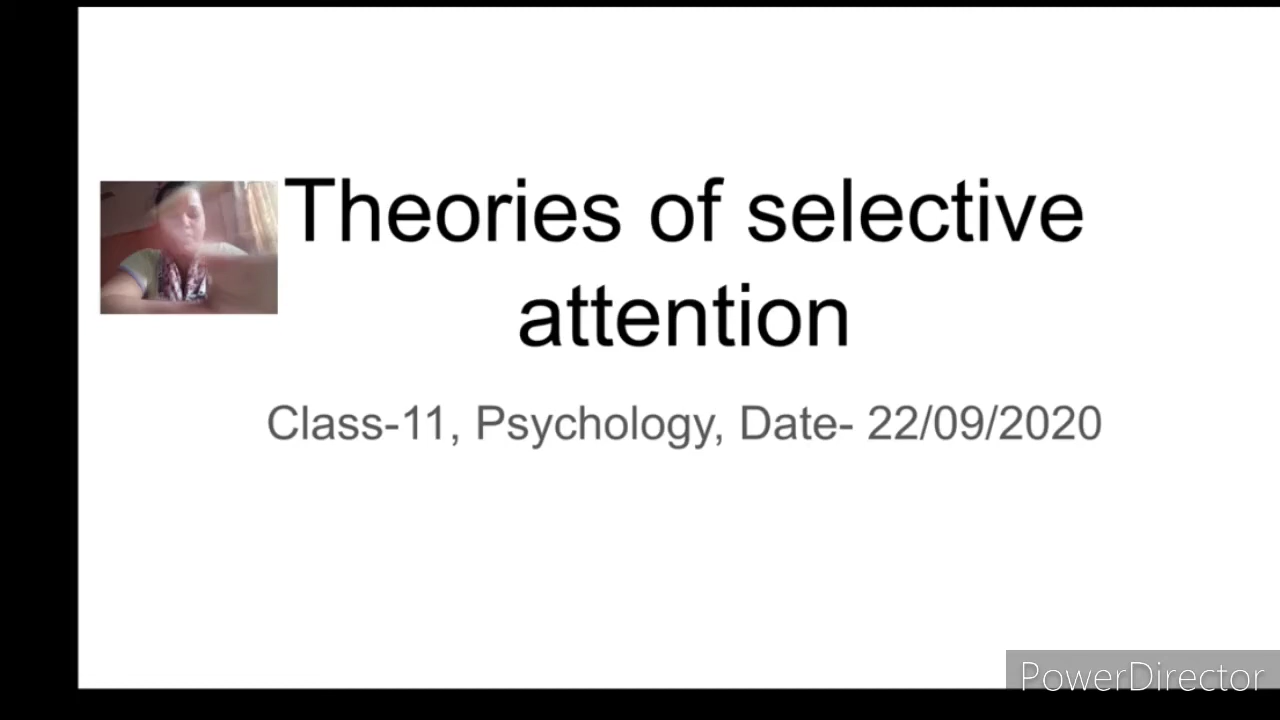 Theories of selective
attention
Class-11, Psychology, Date- 22/09/2020
PowerDirector